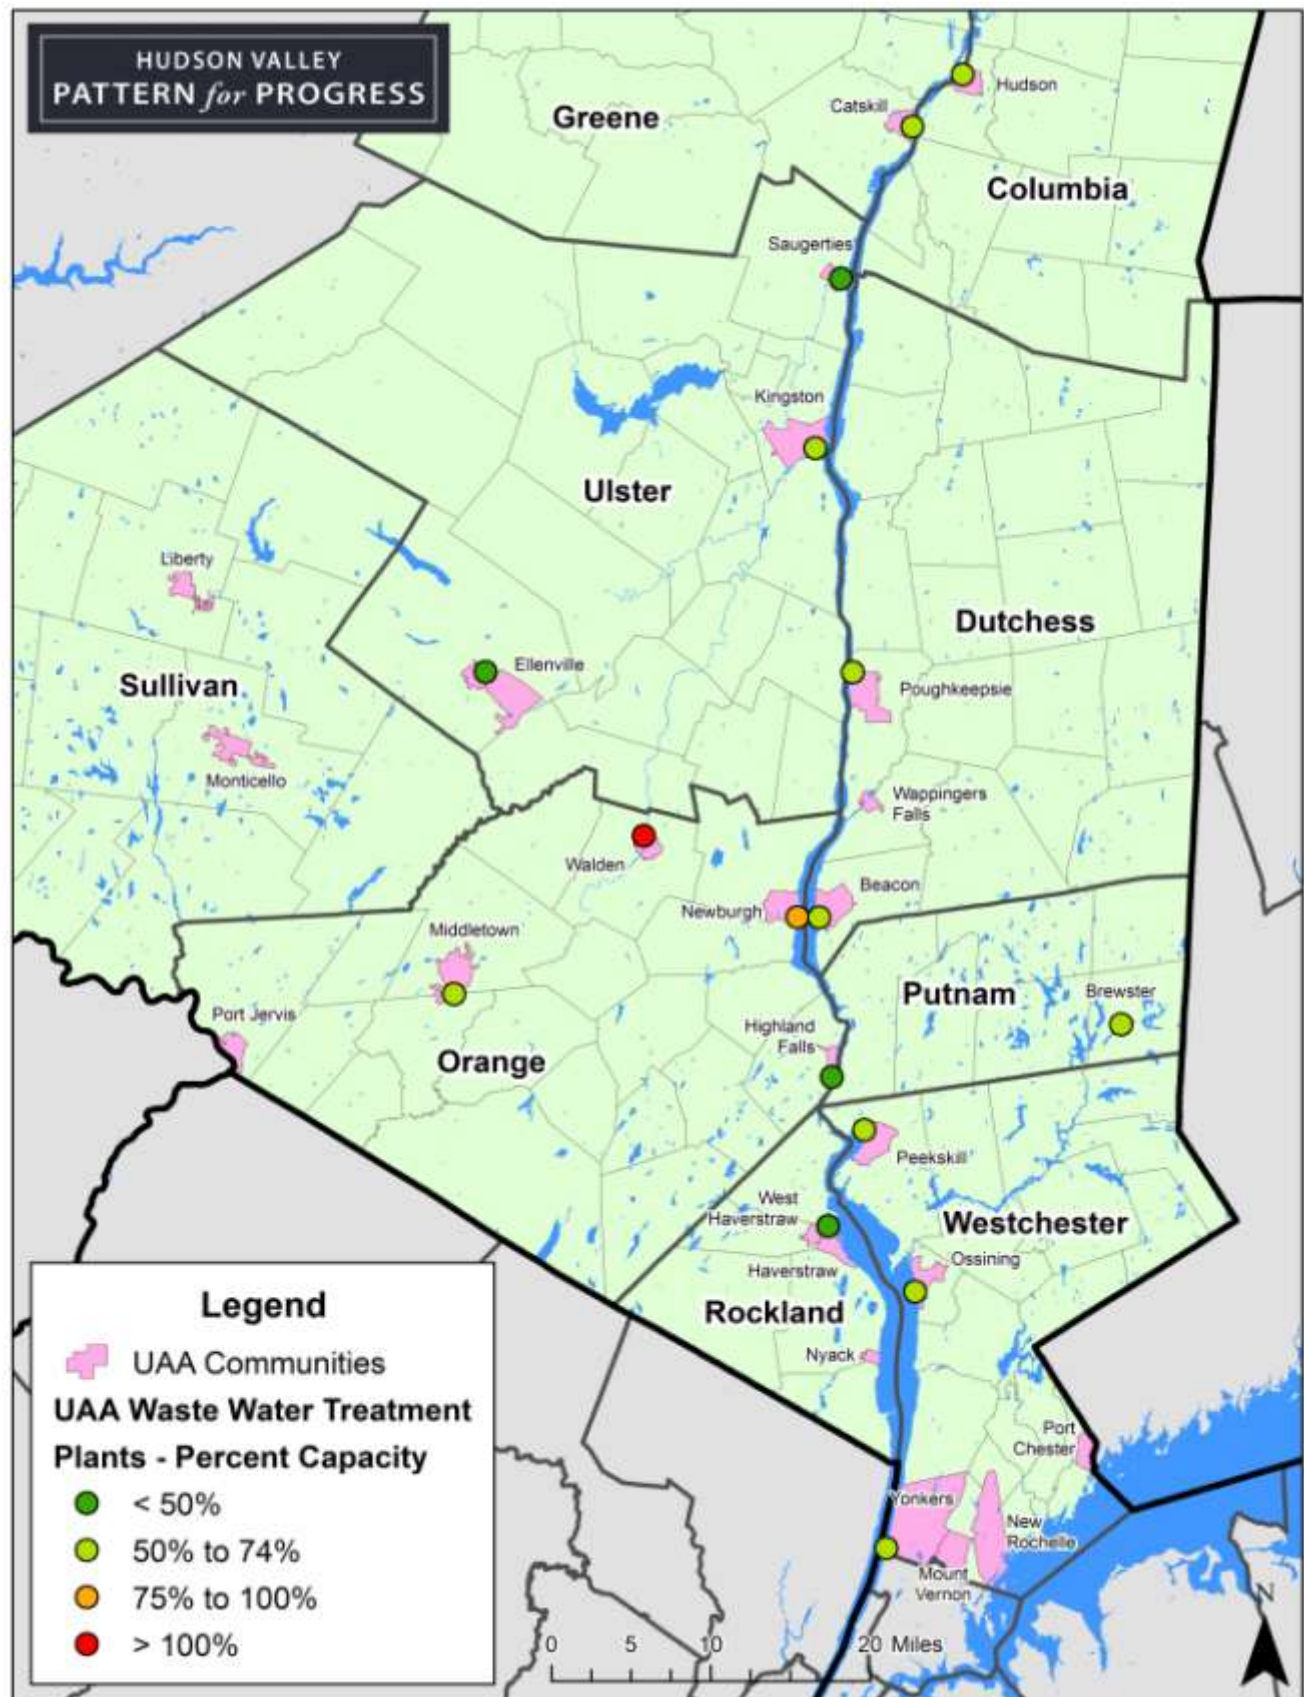 HUDSON VALLEY
PATTERN for PROGRESS
Greene
Catskill
Hudson
Columbia
Saugerties
Kingston
Ulster
Liberty
Dutchess
Ellenville
Sullivan
Poughkeepsie
Monticello
Wappingers
Falls
Walden
Beacon
Newburgh
Middletown
Putnam
Brewster
Port Jervis
Highland
Falls
Orange
Peekskill
West
Haverstraw
Westchester
Ossining
Haverstraw
Rockland
Nyack
Port
Chester
Yonkers
New
Rochelle
Mount
Vernon
Legend
UAA Communities
UAA Waste Water Treatment
Plants - Percent Capacity
< 50%
50% to 74%
75% to 100%
> 100%
0 5 10 20 Miles
N